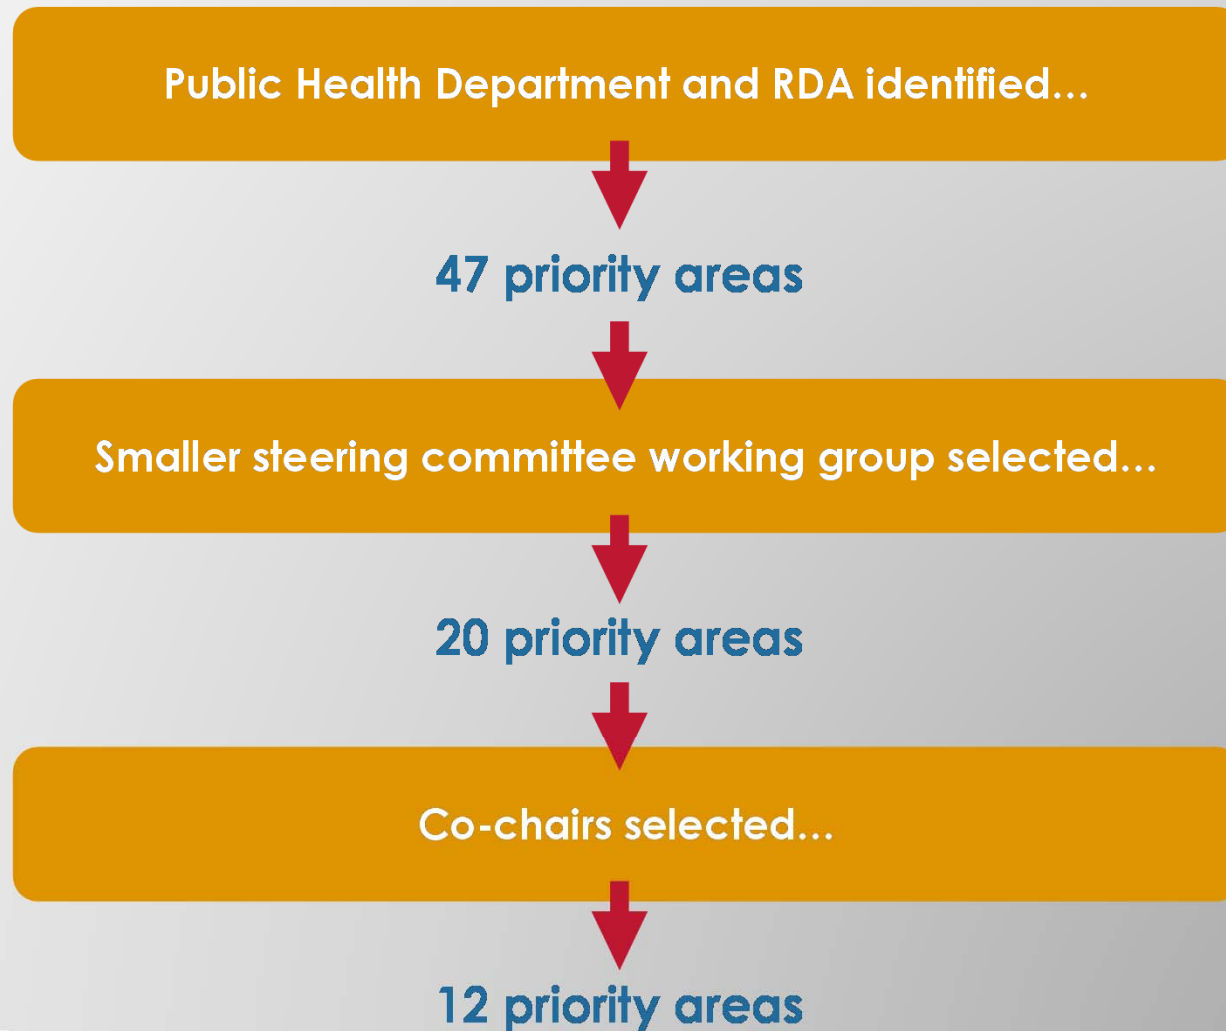 Public Health Department and RDA identified...
47 priority areas
Smaller steering committee working group selected...
20 priority areas
Co-chairs selected...
12 priority areas